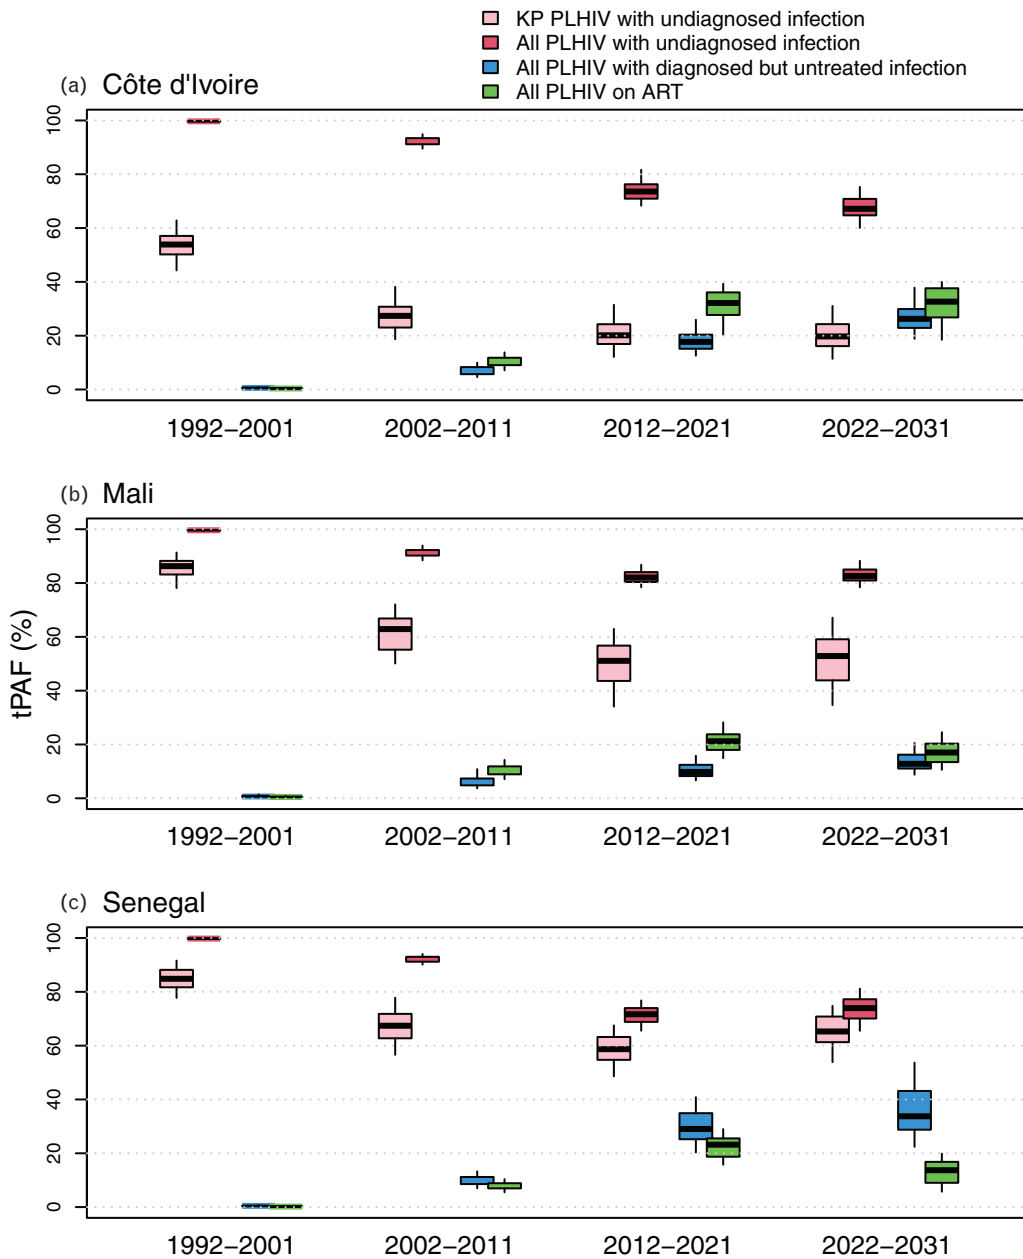 KP PLHIV with undiagnosed infection
All PLHIV with undiagnosed infection
All PLHIV with diagnosed but untreated infection
All PLHIV on ART
(a) Côte d'Ivoire
100
80
60
40
20
0
1992–2001 2002–2011 2012–2021 2022–2031
(b) Mali
tPAF (%)
100
80
60
40
20
0
1992–2001 2002–2011 2012–2021 2022–2031
(c) Senegal
100
80
60
40
20
0
1992–2001 2002–2011 2012–2021 2022–2031